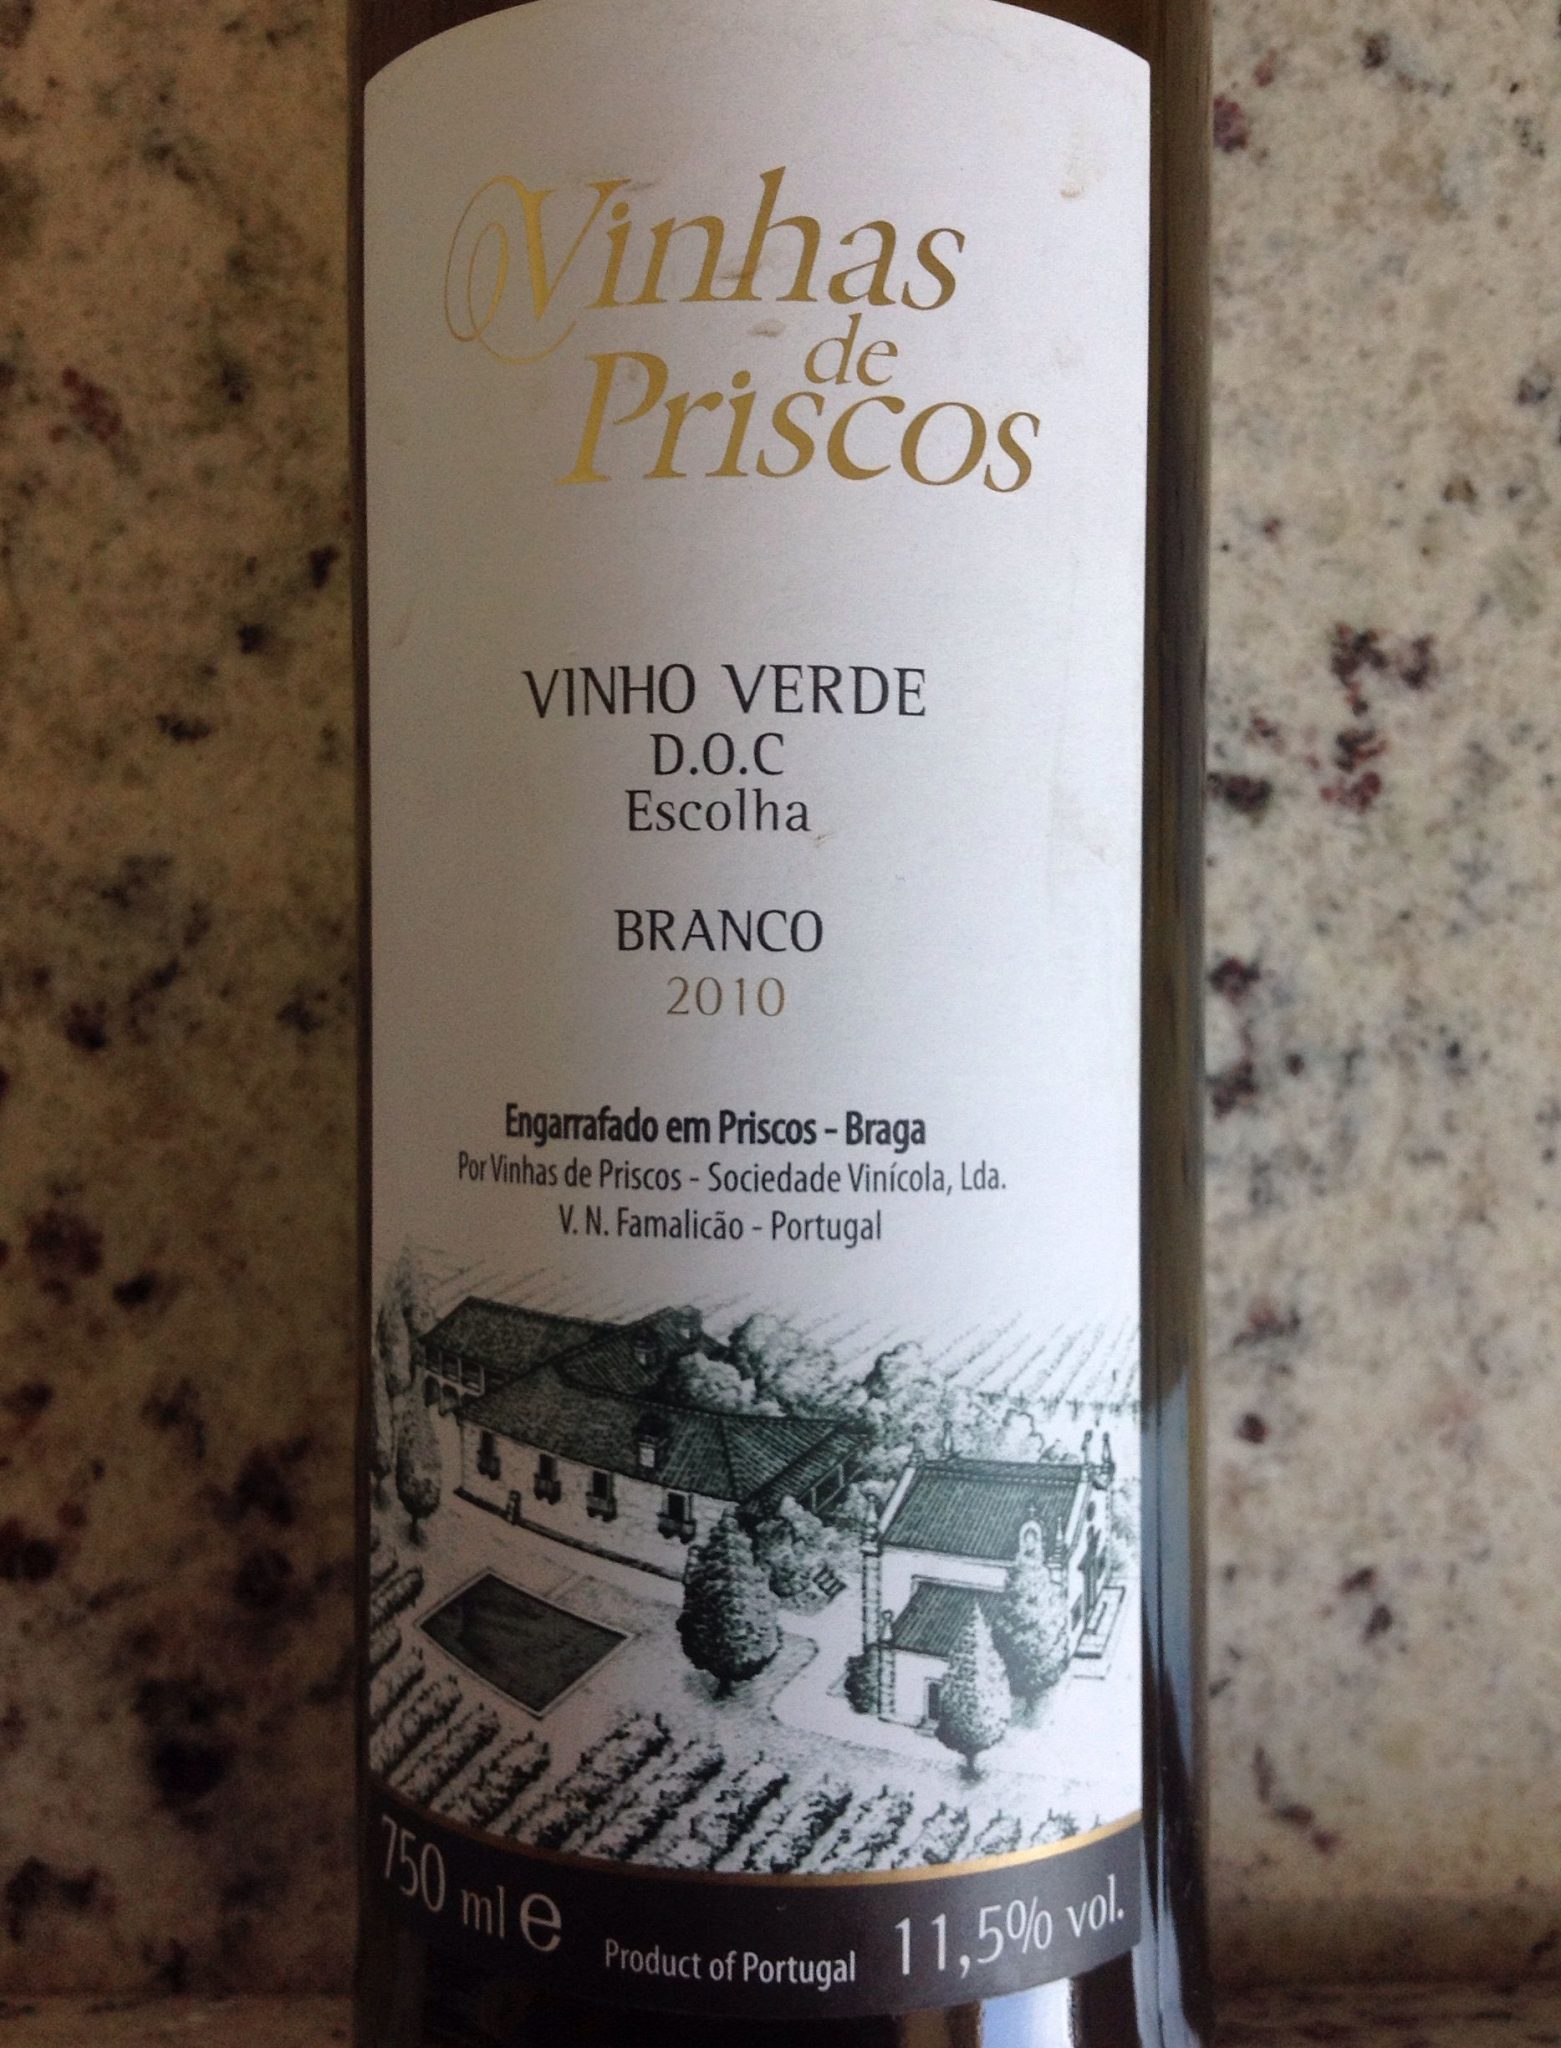 Vinhas
de
Priscos
VINHO VERDE
D.O.C
Escolha
BRANCO
2010
Engarrafado em Priscos - Braga
Por Vinhas de Priscos - Sociedade Vinícola, Lda.
V. N. Famalicão - Portugal
750 ml e Product of Portugal 11,5% vol.